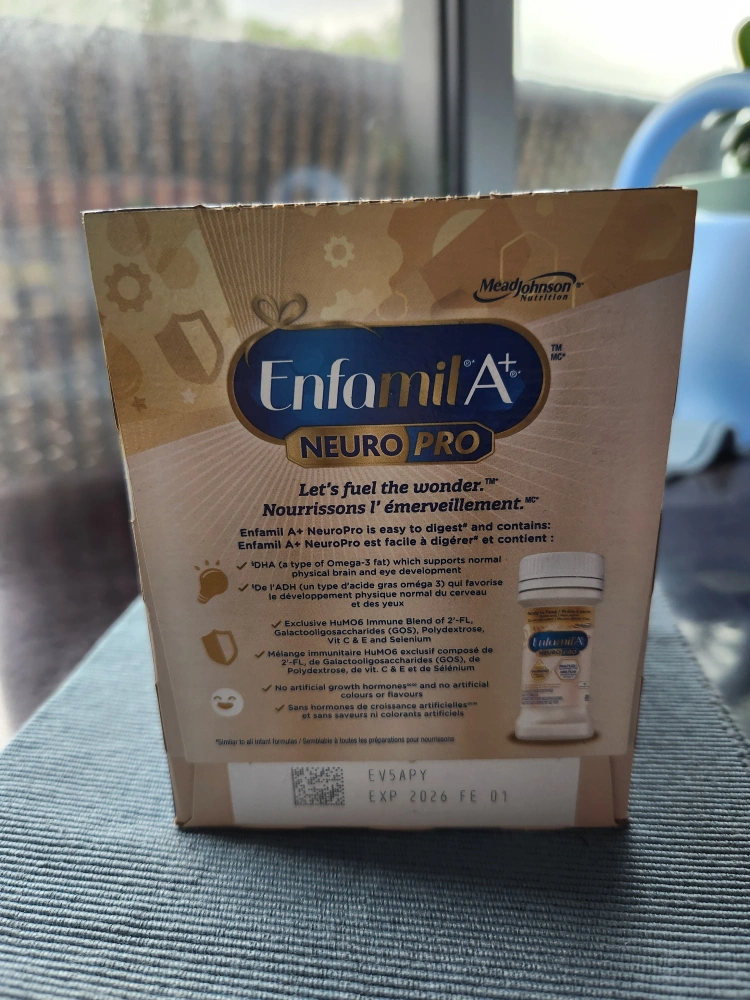 MeadJohnson®*
Nutrition
Enfamil®* A+®*
TM
MC*
NEURO PRO
Let's fuel the wonder.™*
Nourrissons l' émerveillement.MC*
Enfamil A+ NeuroPro is easy to digest# and contains:
Enfamil A+ NeuroPro est facile à digérer# et contient :
✓ ‡DHA (a type of Omega-3 fat) which supports normal
physical brain and eye development
✓ ‡De l'ADH (un type d'acide gras oméga 3) qui favorise
le développement physique normal du cerveau
et des yeux
✓ Exclusive HuMO6 Immune Blend of 2'-FL,
Galactooligosaccharides (GOS), Polydextrose,
Vit C & E and Selenium
✓ Mélange immunitaire HuMO6 exclusif composé de
2'-FL, de Galactooligosaccharides (GOS), de
Polydextrose, de vit. C & E et de Sélénium
✓ No artificial growth hormones∞∞ and no artificial
colours or flavours
✓ Sans hormones de croissance artificielles∞∞
et sans saveurs ni colorants artificiels
Enfamil A+
NEUROPRO
#Similar to all infant formulas / Semblable à toutes les préparations pour nourrissons
EV5APY
EXP 2026 FE 01